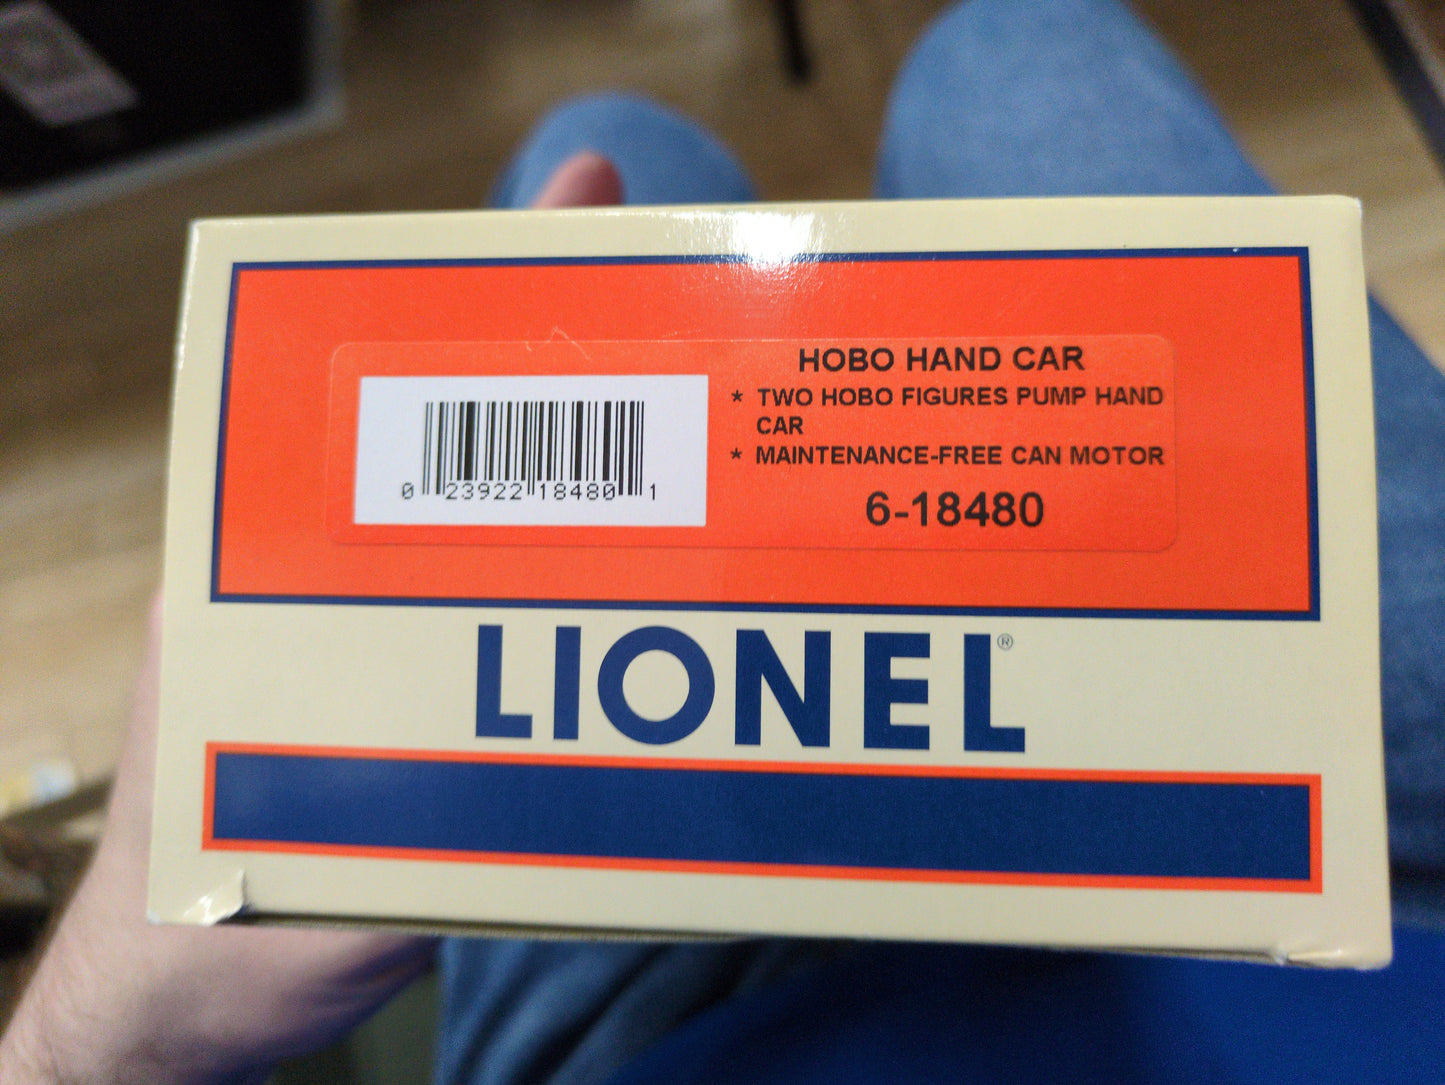 HOBO HAND CAR
* TWO HOBO FIGURES PUMP HAND
CAR
* MAINTENANCE-FREE CAN MOTOR
6-18480
0 23922 18480 1
LIONEL®